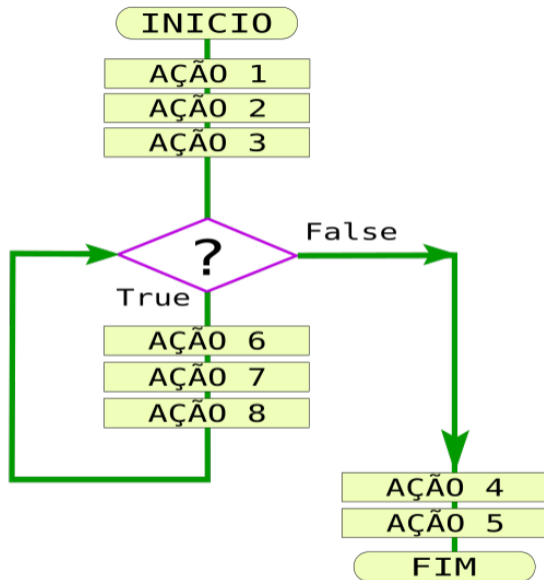 INICIO
AÇÃO 1
AÇÃO 2
AÇÃO 3
?
False
True
AÇÃO 6
AÇÃO 7
AÇÃO 8
AÇÃO 4
AÇÃO 5
FIM